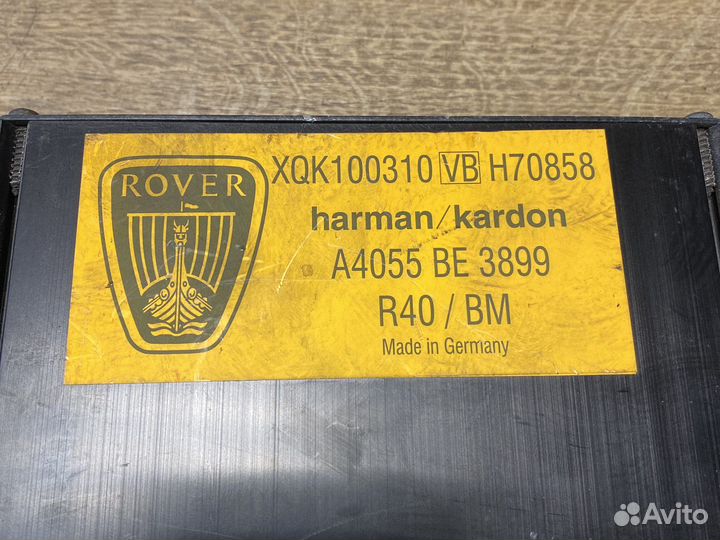 ROVER
XQK100310 VB H70858
harman/kardon
A4055 BE 3899
R40 / BM
Made in Germany
Avito